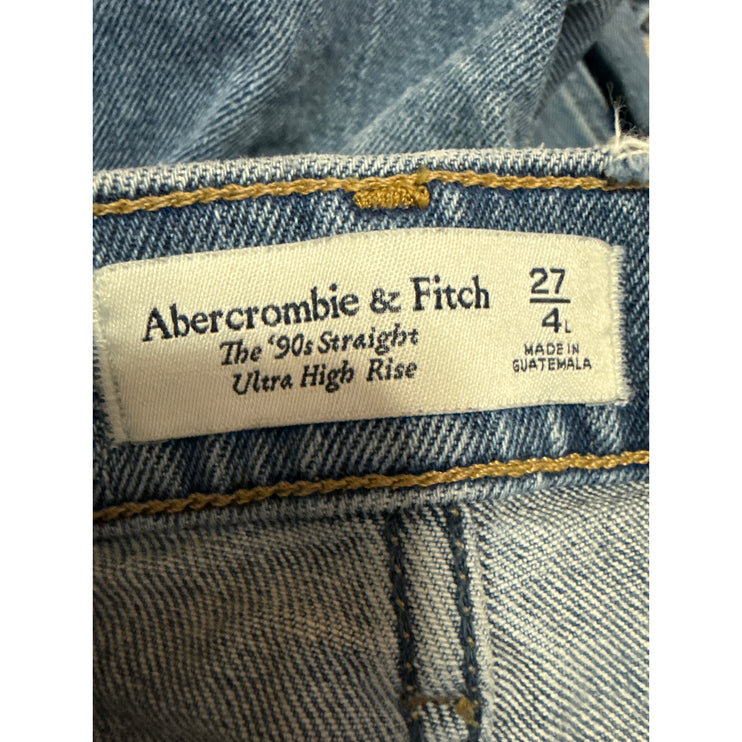 Abercrombie & Fitch
The '90s Straight
Ultra High Rise
27
4L
MADE IN
GUATEMALA